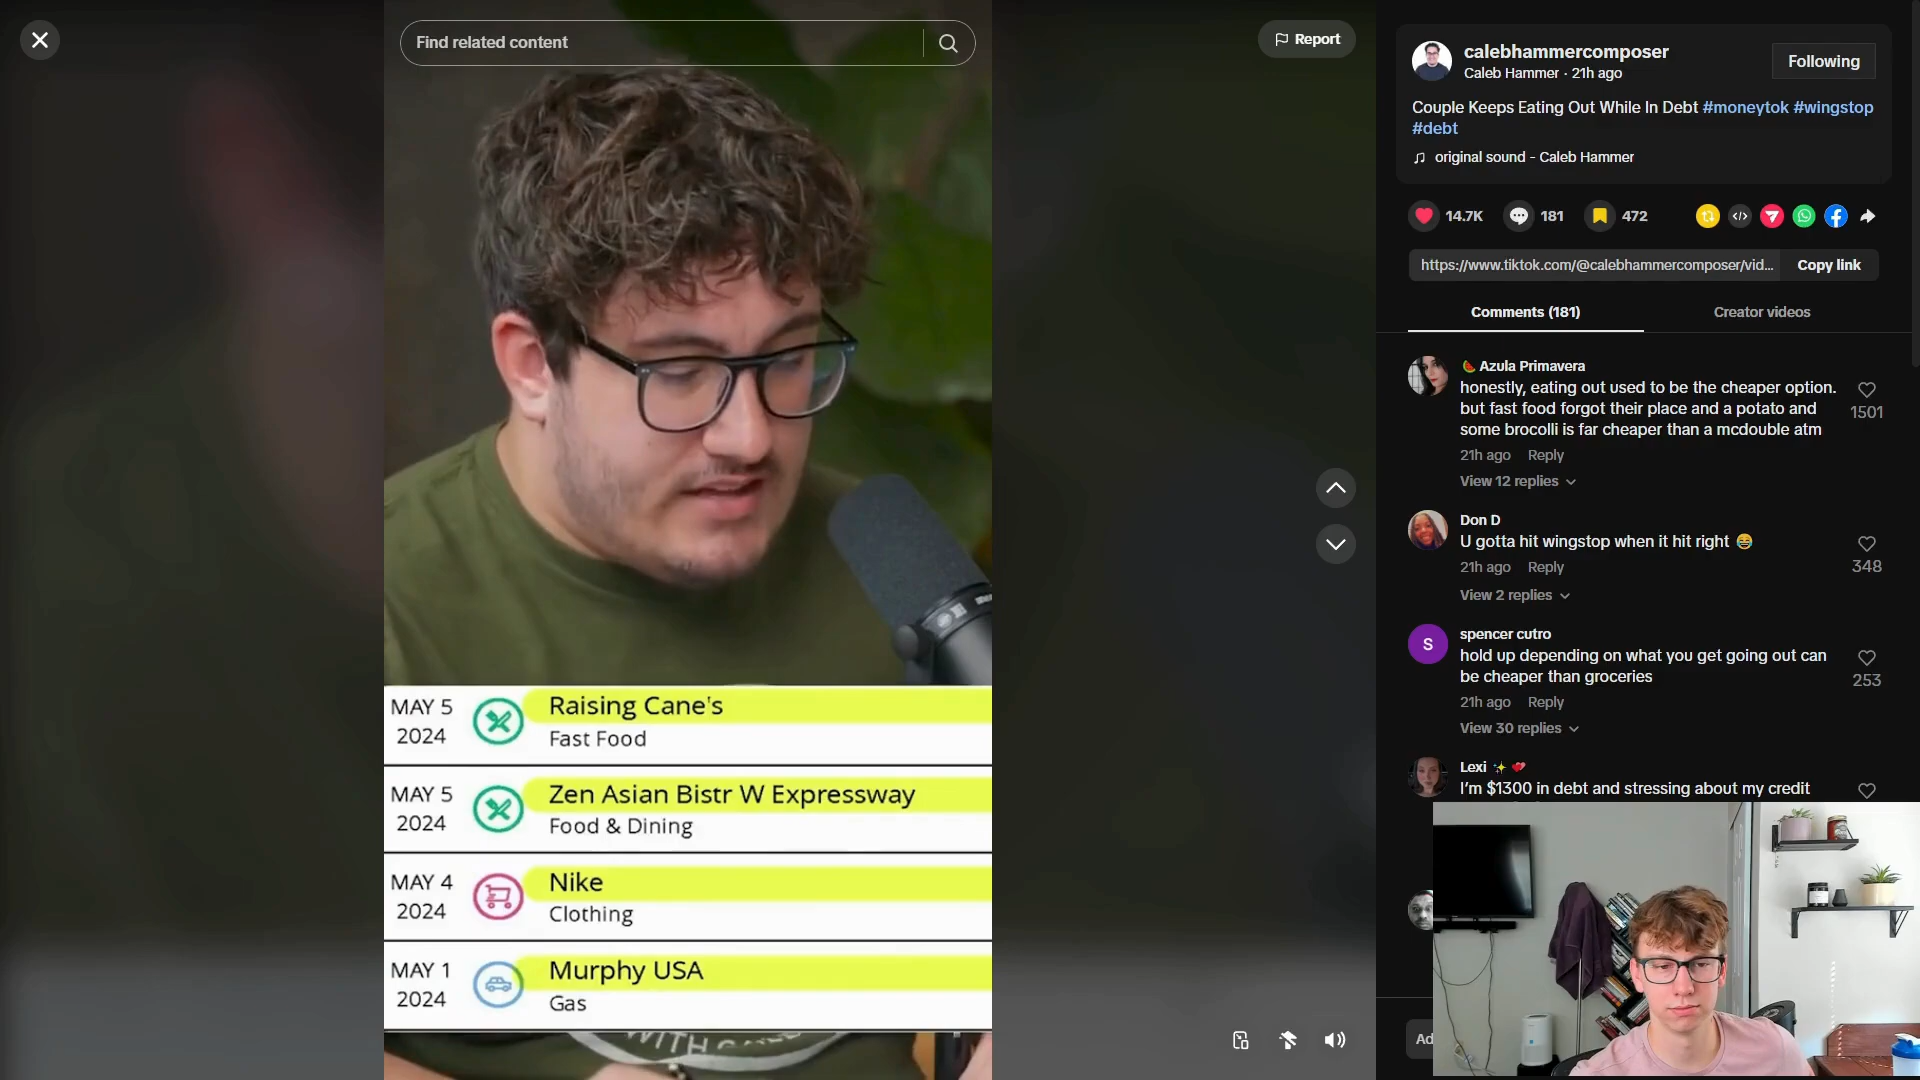 Find related content
Report
MAY 5
2024
Raising Cane's
Fast Food
MAY 5
2024
Zen Asian Bistr W Expressway
Food & Dining
MAY 4
2024
Nike
Clothing
MAY 1
2024
Murphy USA
Gas
WITH
calebhammercomposer
Caleb Hammer · 21h ago
Following
Couple Keeps Eating Out While In Debt #moneytok #wingstop
#debt
original sound - Caleb Hammer
14.7K
181
472
https://www.tiktok.com/@calebhammercomposer/vid...
Copy link
Comments (181)
Creator videos
🍉 Azula Primavera
honestly, eating out used to be the cheaper option.
but fast food forgot their place and a potato and
some brocolli is far cheaper than a mcdouble atm
1501
21h ago Reply
View 12 replies
Don D
U gotta hit wingstop when it hit right 😂
348
21h ago Reply
View 2 replies
S
spencer cutro
hold up depending on what you get going out can
be cheaper than groceries
253
21h ago Reply
View 30 replies
Lexi ✨ 💔
I'm $1300 in debt and stressing about my credit
Ad